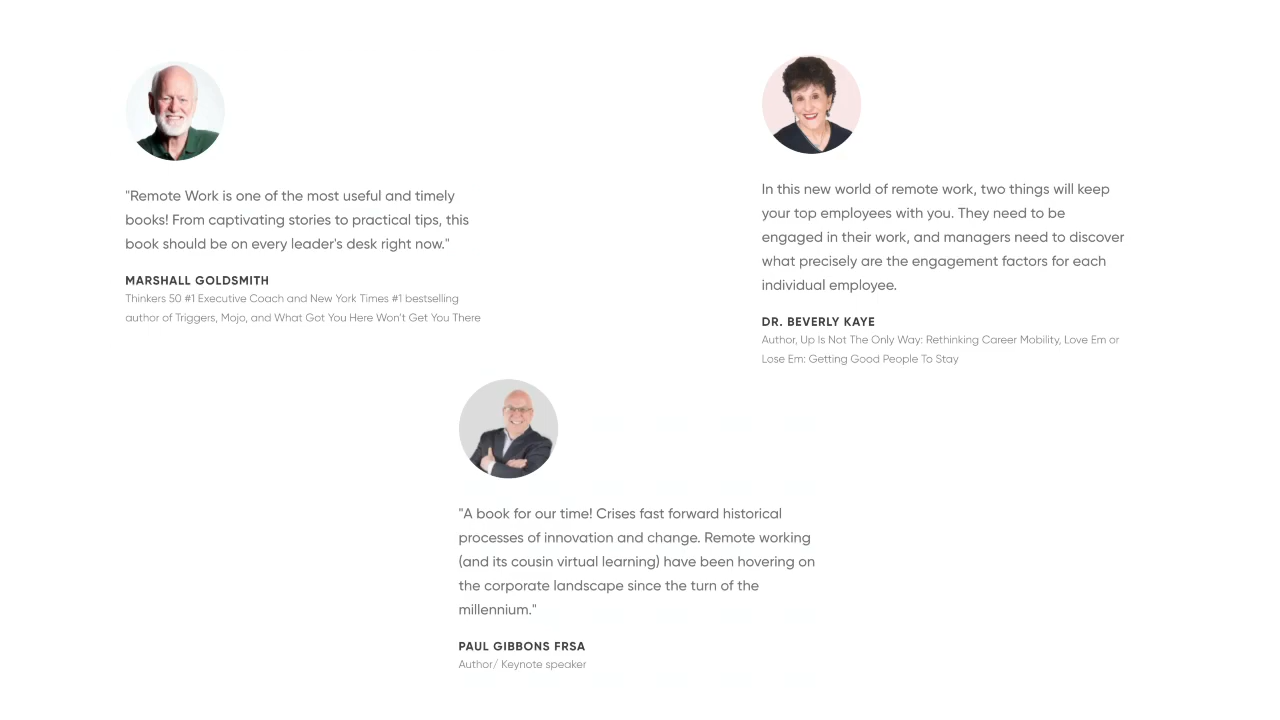 "Remote Work is one of the most useful and timely
books! From captivating stories to practical tips, this
book should be on every leader's desk right now."
MARSHALL GOLDSMITH
Thinkers 50 #1 Executive Coach and New York Times #1 bestselling
author of Triggers, Mojo, and What Got You Here Won't Get You There
In this new world of remote work, two things will keep
your top employees with you. They need to be
engaged in their work, and managers need to discover
what precisely are the engagement factors for each
individual employee.
DR. BEVERLY KAYE
Author, Up Is Not The Only Way: Rethinking Career Mobility, Love Em or
Lose Em: Getting Good People To Stay
"A book for our time! Crises fast forward historical
processes of innovation and change. Remote working
(and its cousin virtual learning) have been hovering on
the corporate landscape since the turn of the
millennium."
PAUL GIBBONS FRSA
Author/ Keynote speaker